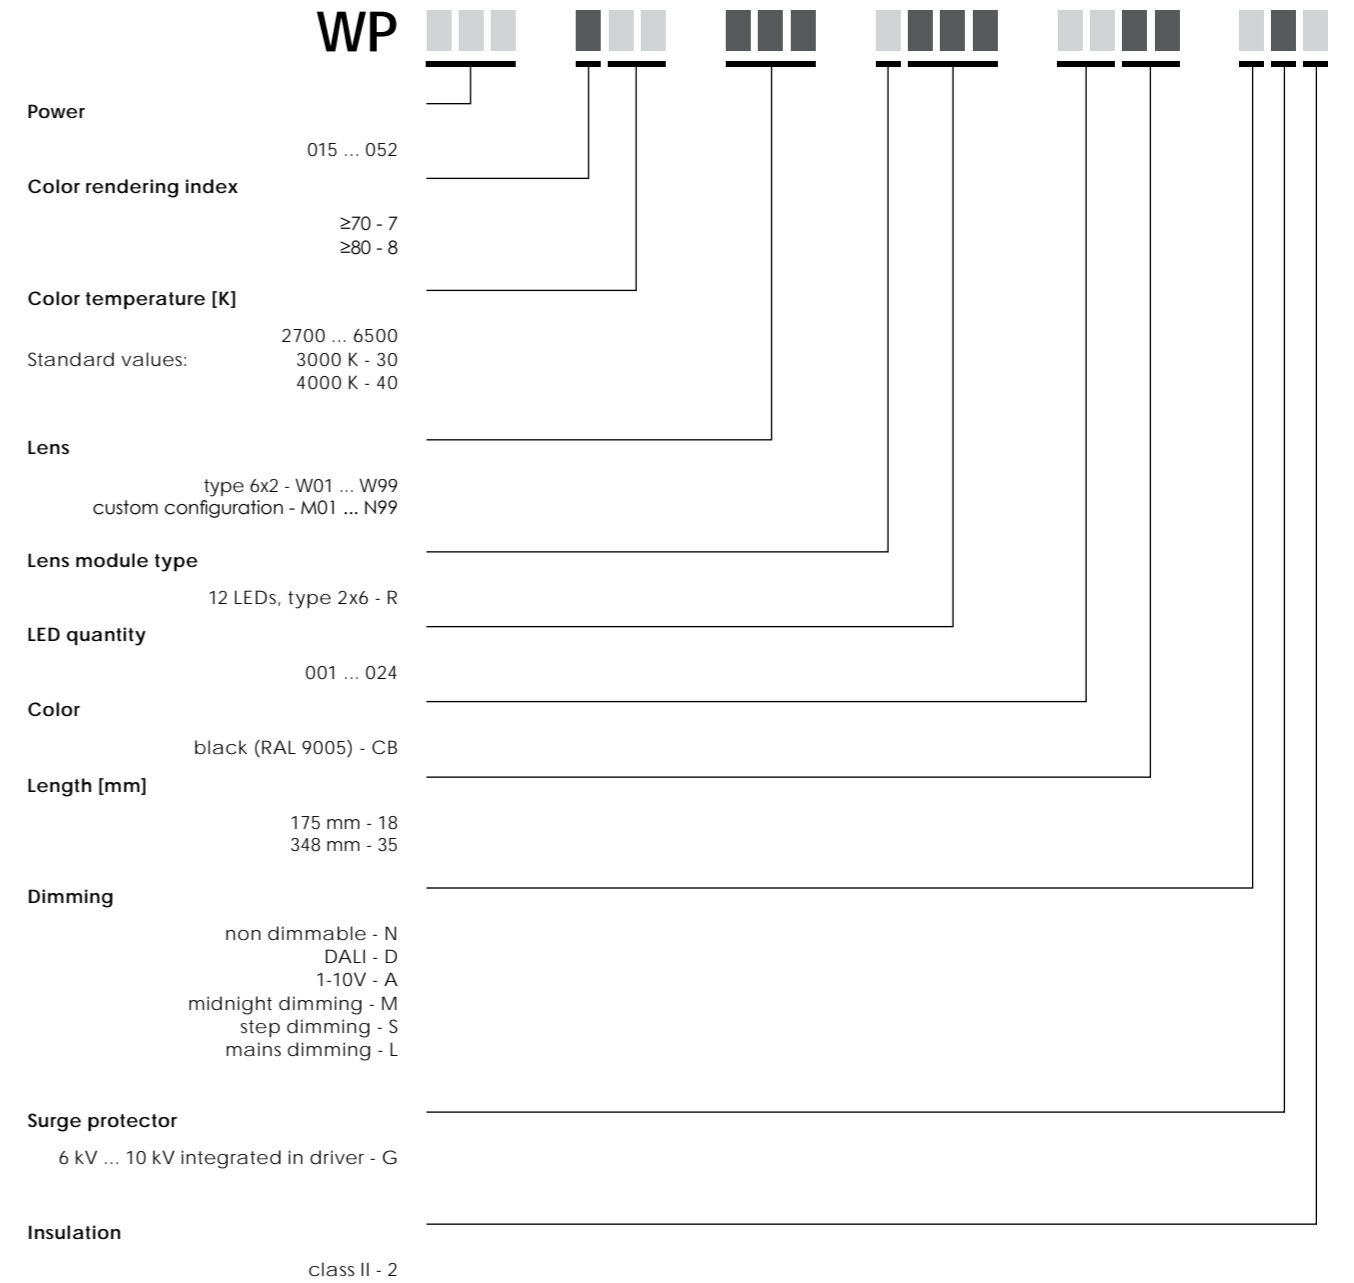 WP
Power
015 ... 052
Color rendering index
≥70 - 7
≥80 - 8
Color temperature [K]
2700 ... 6500
Standard values: 3000 K - 30
4000 K - 40
Lens
type 6x2 - W01 ... W99
custom configuration - M01 ... N99
Lens module type
12 LEDs, type 2x6 - R
LED quantity
001 ... 024
Color
black (RAL 9005) - CB
Length [mm]
175 mm - 18
348 mm - 35
Dimming
non dimmable - N
DALI - D
1-10V - A
midnight dimming - M
step dimming - S
mains dimming - L
Surge protector
6 kV ... 10 kV integrated in driver - G
Insulation
class II - 2